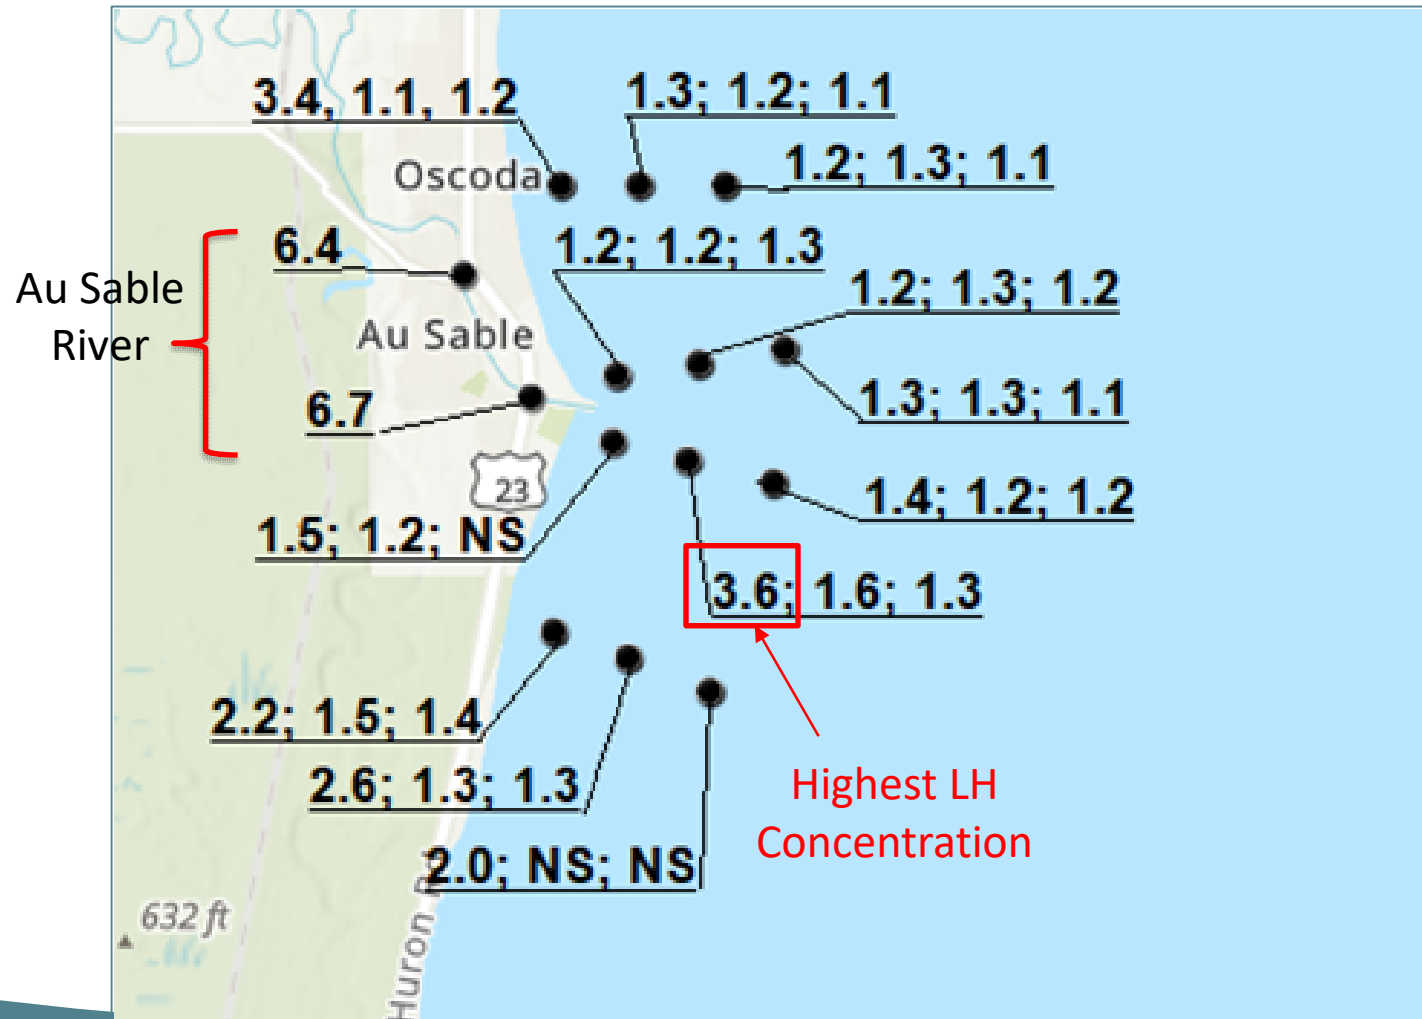 3.4, 1.1, 1.2
1.3; 1.2; 1.1
1.2; 1.3; 1.1
Oscoda
6.4
1.2; 1.2; 1.3
1.2; 1.3; 1.2
Au Sable
River
Au Sable
6.7
1.3; 1.3; 1.1
23
1.4; 1.2; 1.2
1.5; 1.2; NS
3.6; 1.6; 1.3
2.2; 1.5; 1.4
2.6; 1.3; 1.3
Highest LH
Concentration
2.0; NS; NS
632 ft
Huron